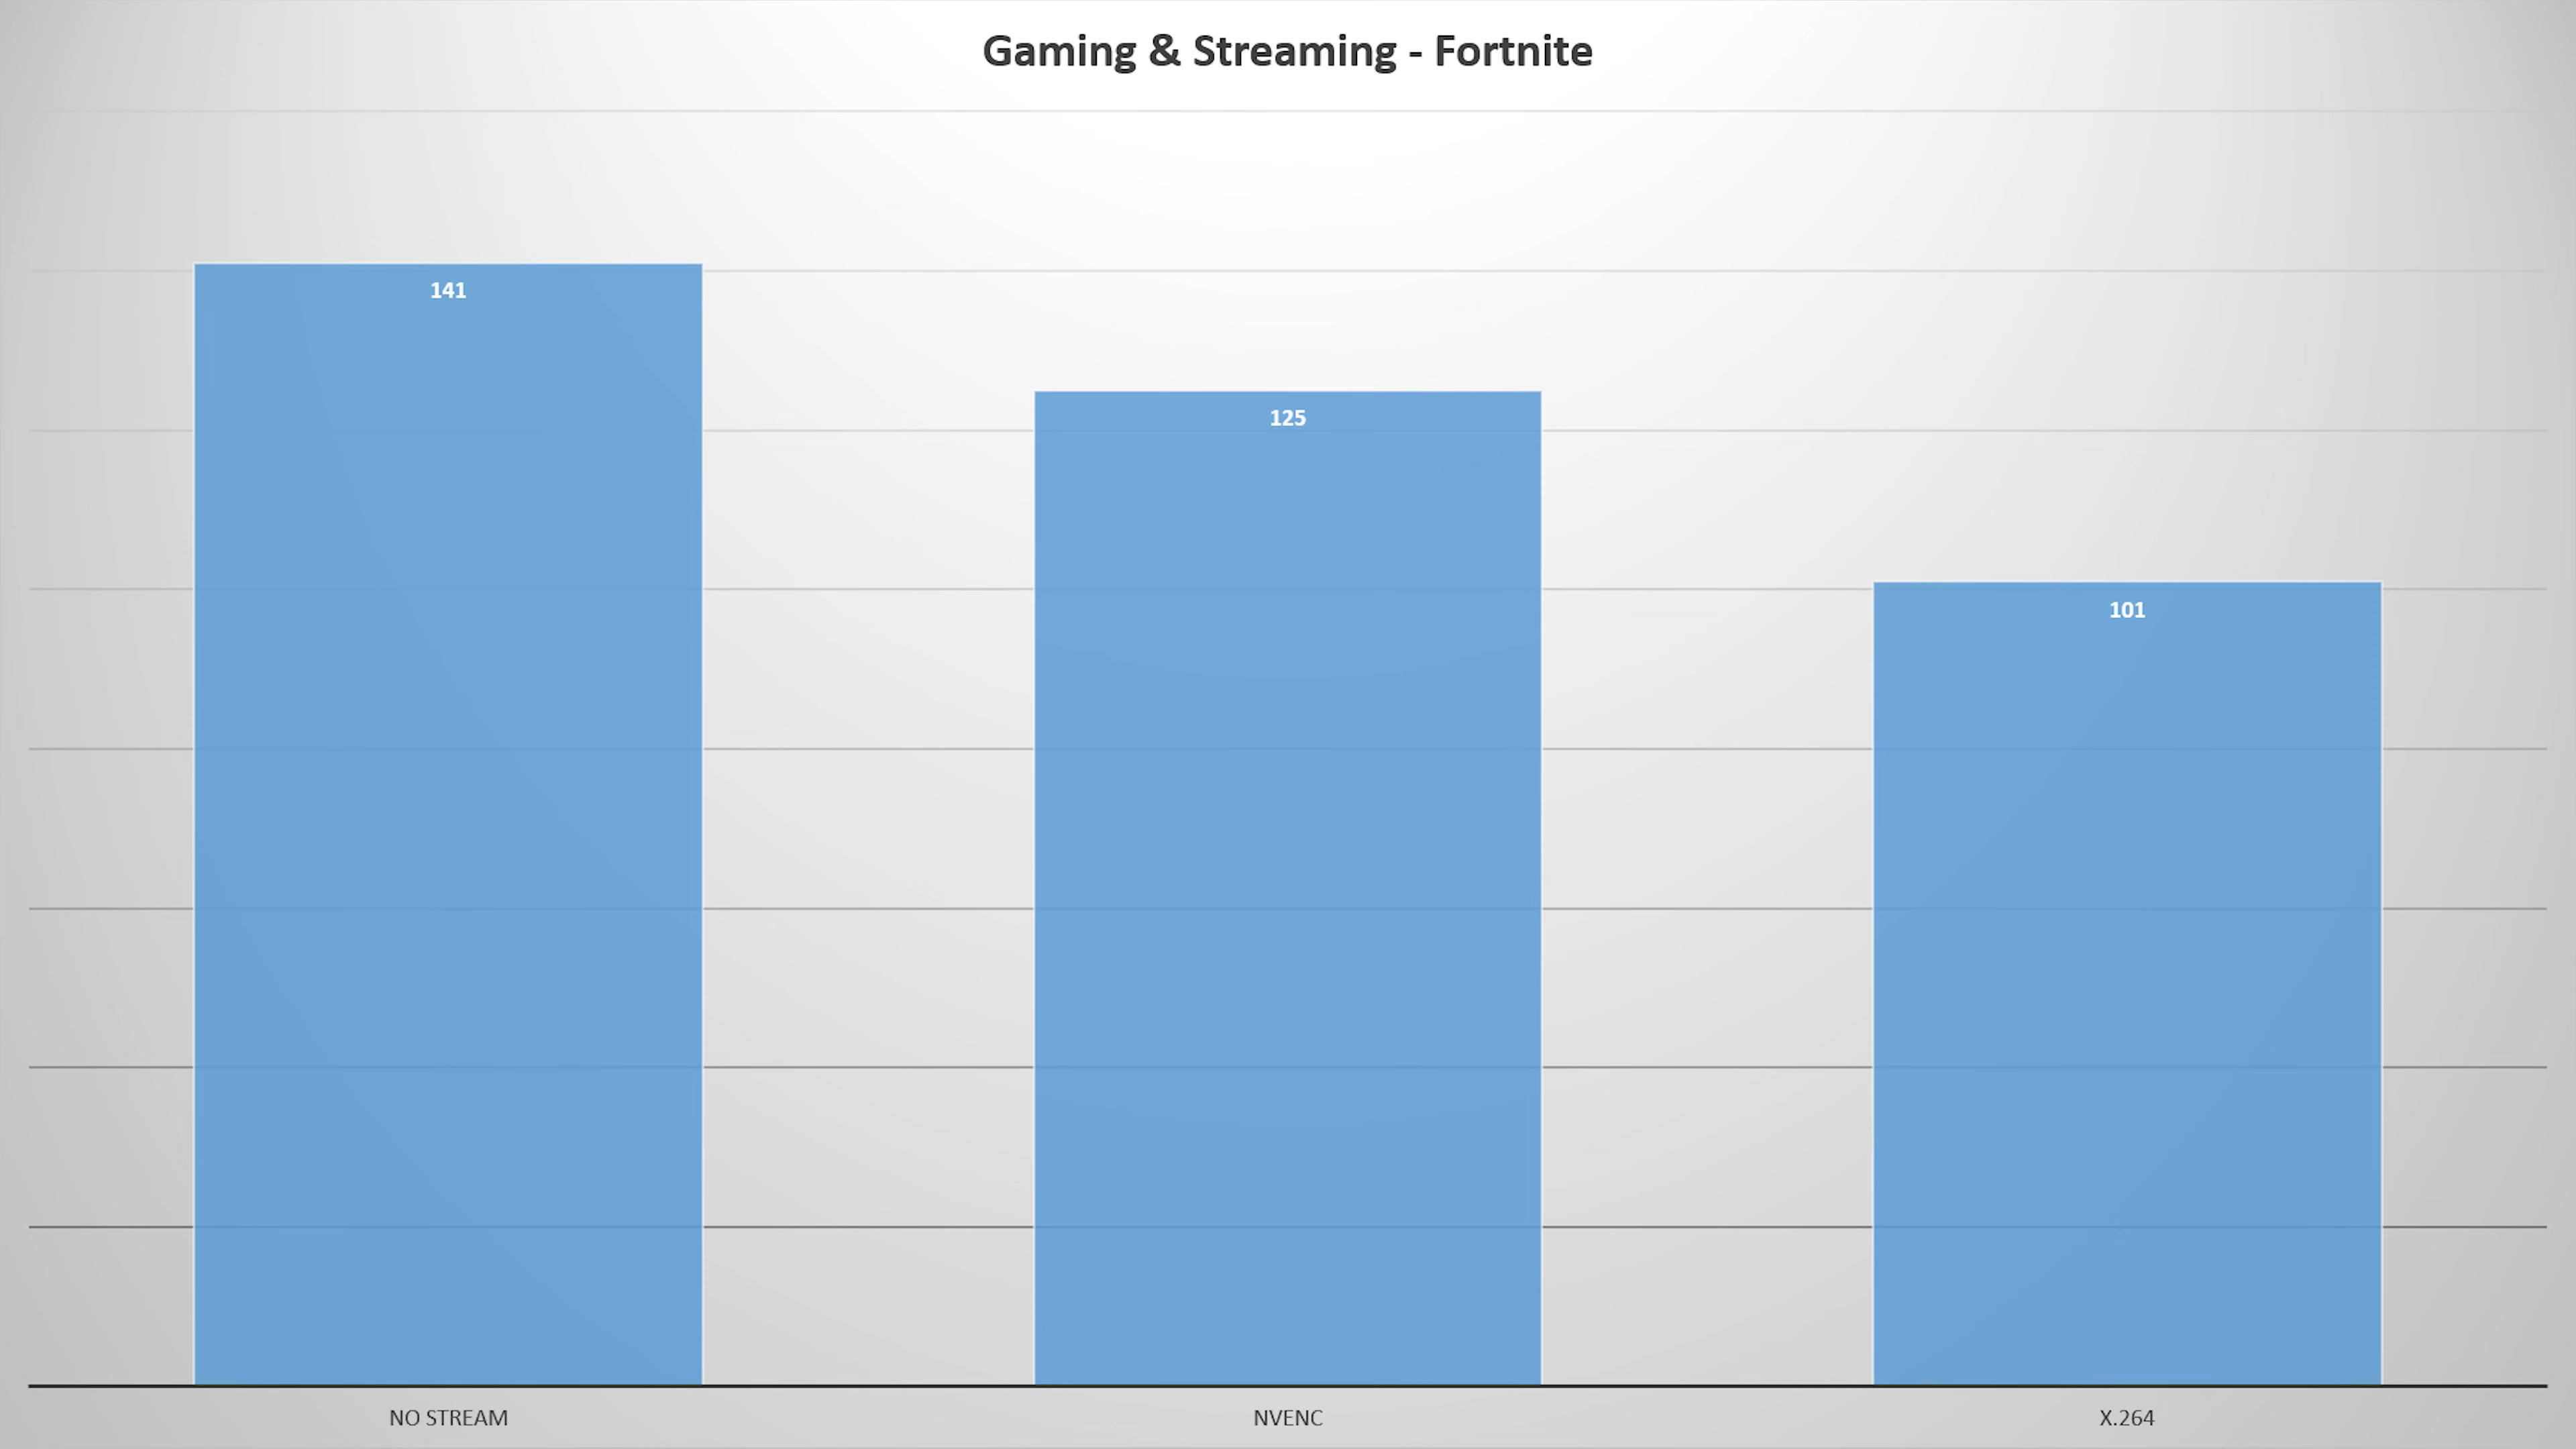 Gaming & Streaming - Fortnite
141
125
101
NO STREAM
NVENC
X.264